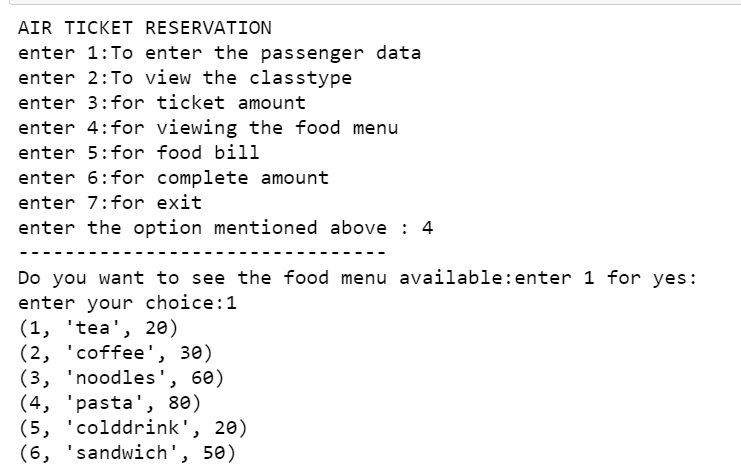 AIR TICKET RESERVATION
enter 1:To enter the passenger data
enter 2:To view the classtype
enter 3:for ticket amount
enter 4:for viewing the food menu
enter 5:for food bill
enter 6:for complete amount
enter 7:for exit
enter the option mentioned above : 4
--------------------------------
Do you want to see the food menu available:enter 1 for yes:
enter your choice:1
(1, 'tea', 20)
(2, 'coffee', 30)
(3, 'noodles', 60)
(4, 'pasta', 80)
(5, 'colddrink', 20)
(6, 'sandwich', 50)